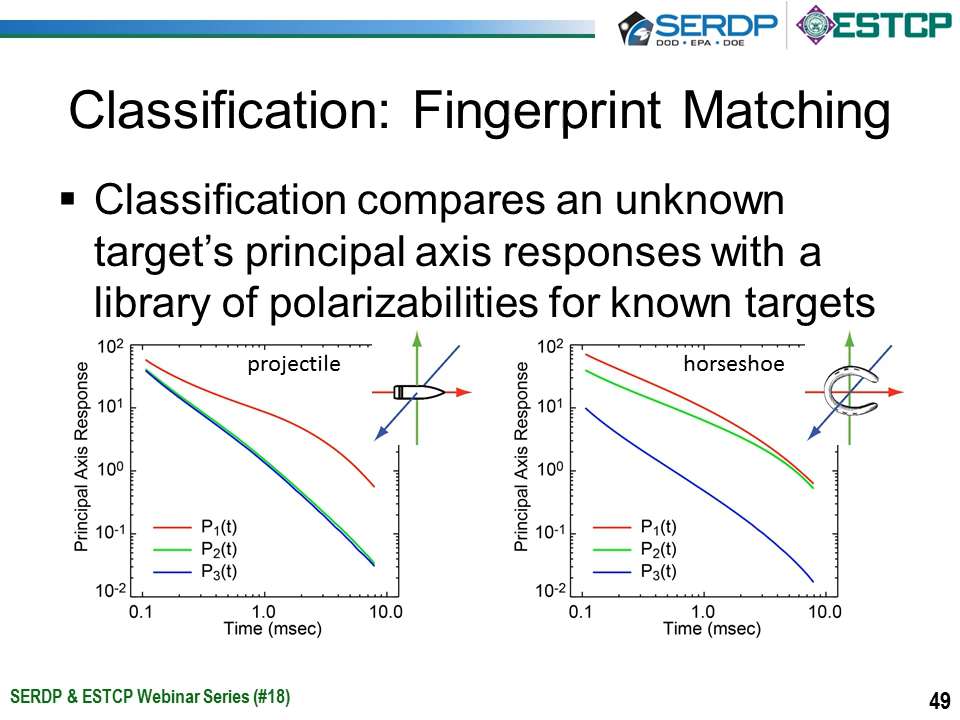 SERDP
DOD • EPA • DOE
ESTCP
Classification: Fingerprint Matching
▪ Classification compares an unknown
target’s principal axis responses with a
library of polarizabilities for known targets
projectile
Principal Axis Response
10²
10¹
10⁰
10⁻¹
10⁻²
P₁(t)
P₂(t)
P₃(t)
0.1 1.0 10.0
Time (msec)
horseshoe
Principal Axis Response
10²
10¹
10⁰
10⁻¹
10⁻²
P₁(t)
P₂(t)
P₃(t)
0.1 1.0 10.0
Time (msec)
SERDP & ESTCP Webinar Series (#18)
49